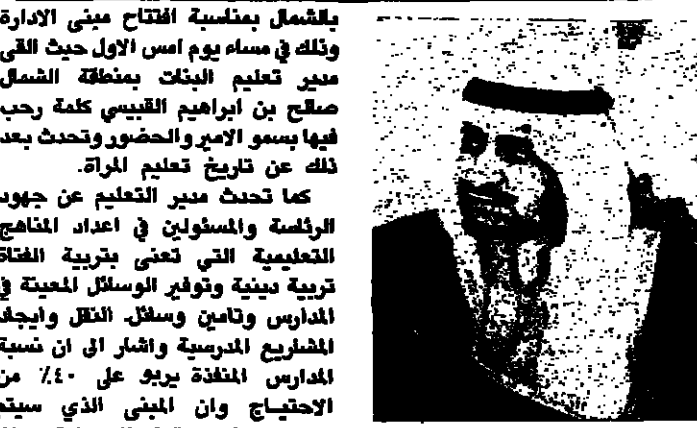 بالشمال بمناسبة افتتاح مبنى الادارة
وذلك في مساء يوم امس الاول حيث القى
مدير تعليم البنات بمنطقة الشمال
صالح بن ابراهيم القبيسي كلمة رحب
فيها بسمو الامير والحضور وتحدث بعد
ذلك عن تاريخ تعليم المراة.
كما تحدث مدير التعليم عن جهود
الرئاسة والمسئولين في اعداد المناهج
التعليمية التي تعنى بتربية الفتاة
تربية دينية وتوفير الوسائل المعينة في
المدارس وتامين وسائل النقل وايجاد
المشاريع المدرسية واشار الى ان نسبة
المدارس المنفذة يربو على ٤٠٪ من
الاحتياج وان المبنى الذي سيتم